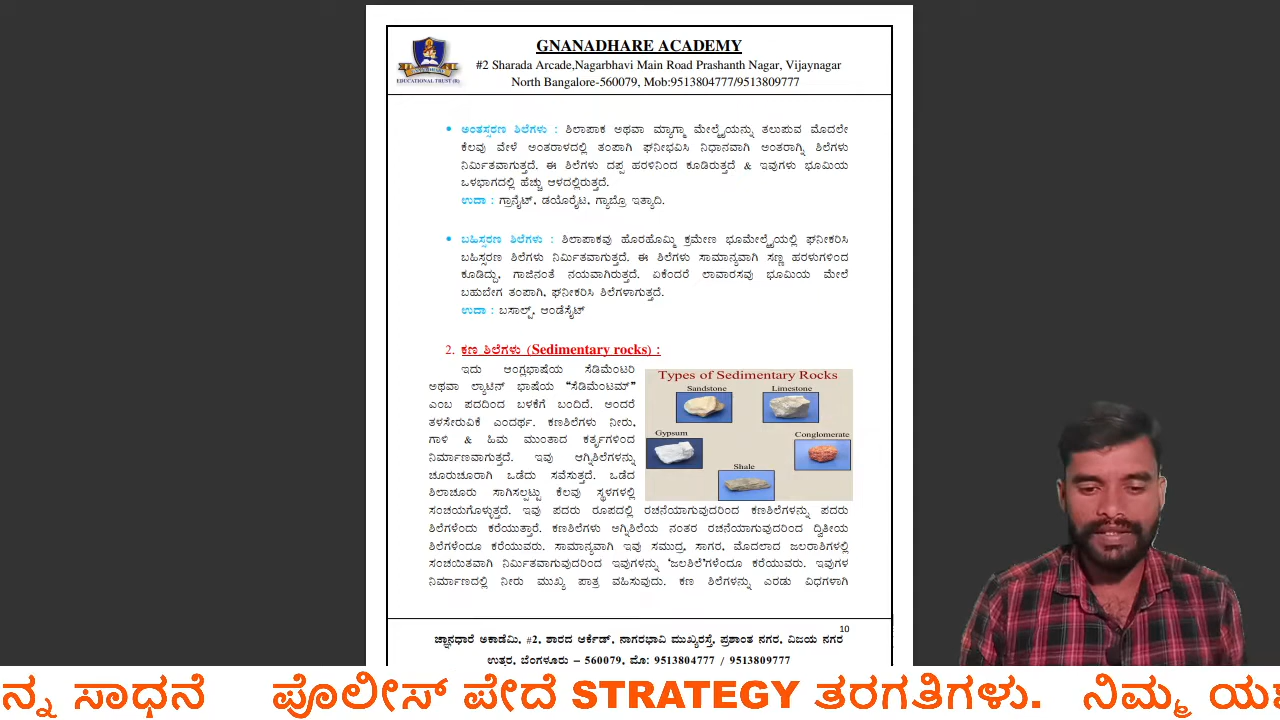 GNANADHARE ACADEMY
#2 Sharada Arcade,Nagarbhavi Main Road Prashanth Nagar, Vijaynagar
North Bangalore-560079, Mob:9513804777/9513809777
EDUCATIONAL TRUST (R)
• ಅಂತಸ್ಸರಣ ಶಿಲೆಗಳು : ಶಿಲಾಪಾಕ ಅಥವಾ ಮ್ಯಾಗ್ಮಾ ಮೇಲ್ಮೈಯನ್ನು ತಲುಪುವ ಮೊದಲೇ
ಕೆಲವು ವೇಳೆ ಅಂತರಾಳದಲ್ಲಿ ತಂಪಾಗಿ ಘನೀಭವಿಸಿ ನಿಧಾನವಾಗಿ ಅಂತರಾಗ್ನಿ ಶಿಲೆಗಳು
ನಿರ್ಮಿತವಾಗುತ್ತದೆ. ಈ ಶಿಲೆಗಳು ದಪ್ಪ ಹರಳಿನಿಂದ ಕೂಡಿರುತ್ತದೆ & ಇವುಗಳು ಭೂಮಿಯ
ಒಳಭಾಗದಲ್ಲಿ ಹೆಚ್ಚು ಆಳದಲ್ಲಿರುತ್ತದೆ.
ಉದಾ : ಗ್ರಾನೈಟ್, ಡಯೊರೈಟ, ಗ್ಯಾಬ್ರೊ ಇತ್ಯಾದಿ.
• ಬಹಿಸ್ಸರಣ ಶಿಲೆಗಳು : ಶಿಲಾಪಾಕವು ಹೊರಹೊಮ್ಮಿ ಕ್ರಮೇಣ ಭೂಮೇಲ್ಮೈಯಲ್ಲಿ ಘನೀಕರಿಸಿ
ಬಹಿಸ್ಸರಣ ಶಿಲೆಗಳು ನಿರ್ಮಿತವಾಗುತ್ತದೆ. ಈ ಶಿಲೆಗಳು ಸಾಮಾನ್ಯವಾಗಿ ಸಣ್ಣ ಹರಳುಗಳಿಂದ
ಕೂಡಿದ್ದು, ಗಾಜಿನಂತೆ ನಯವಾಗಿರುತ್ತದೆ. ಏಕೆಂದರೆ ಲಾವಾರಸವು ಭೂಮಿಯ ಮೇಲೆ
ಬಹುಬೇಗ ತಂಪಾಗಿ, ಘನೀಕರಿಸಿ ಶಿಲೆಗಳಾಗುತ್ತದೆ.
ಉದಾ : ಬಸಾಲ್ಟ್, ಆಂಡೆಸೈಟ್
2. ಕಣ ಶಿಲೆಗಳು (Sedimentary rocks) :
ಇದು ಆಂಗ್ಲಭಾಷೆಯ ಸೆಡಿಮೆಂಟರಿ
ಅಥವಾ ಲ್ಯಾಟಿನ್ ಭಾಷೆಯ “ಸೆಡಿಮೆಂಟಮ್”
ಎಂಬ ಪದದಿಂದ ಬಳಕೆಗೆ ಬಂದಿದೆ. ಅಂದರೆ
ತಳಸೇರುವಿಕೆ ಎಂದರ್ಥ. ಕಣಶಿಲೆಗಳು ನೀರು,
ಗಾಳಿ & ಹಿಮ ಮುಂತಾದ ಕರ್ತೃಗಳಿಂದ
ನಿರ್ಮಾಣವಾಗುತ್ತದೆ. ಇವು ಆಗ್ನಿಶಿಲೆಗಳನ್ನು
ಚೂರುಚೂರಾಗಿ ಒಡೆದು ಸವೆಸುತ್ತದೆ. ಒಡೆದ
ಶಿಲಾಚೂರು ಸಾಗಿಸಲ್ಪಟ್ಟು ಕೆಲವು ಸ್ಥಳಗಳಲ್ಲಿ
Types of Sedimentary Rocks
Sandstone Limestone
Gypsum Conglomerate
Shale
ಸಂಚಯಗೊಳ್ಳುತ್ತದೆ. ಇವು ಪದರು ರೂಪದಲ್ಲಿ ರಚನೆಯಾಗುವುದರಿಂದ ಕಣಶಿಲೆಗಳನ್ನು ಪದರು
ಶಿಲೆಗಳೆಂದು ಕರೆಯುತ್ತಾರೆ. ಕಣಶಿಲೆಗಳು ಅಗ್ನಿಶಿಲೆಯ ನಂತರ ರಚನೆಯಾಗುವುದರಿಂದ ದ್ವಿತೀಯ
ಶಿಲೆಗಳೆಂದೂ ಕರೆಯುವರು. ಸಾಮಾನ್ಯವಾಗಿ ಇವು ಸಮುದ್ರ, ಸಾಗರ, ಮೊದಲಾದ ಜಲರಾಶಿಗಳಲ್ಲಿ
ಸಂಚಯಿತವಾಗಿ ನಿರ್ಮಿತವಾಗುವುದರಿಂದ ಇವುಗಳನ್ನು ‘ಜಲಶಿಲೆ’ಗಳೆಂದೂ ಕರೆಯುವರು. ಇವುಗಳ
ನಿರ್ಮಾಣದಲ್ಲಿ ನೀರು ಮುಖ್ಯ ಪಾತ್ರ ವಹಿಸುವುದು. ಕಣ ಶಿಲೆಗಳನ್ನು ಎರಡು ವಿಧಗಳಾಗಿ
10
ಜ್ಞಾನಧಾರೆ ಅಕಾಡೆಮಿ, #2, ಶಾರದ ಆರ್ಕೆಡ್, ನಾಗರಭಾವಿ ಮುಖ್ಯರಸ್ತೆ, ಪ್ರಶಾಂತ ನಗರ, ವಿಜಯ ನಗರ
ಉತ್ತರ, ಬೆಂಗಳೂರು – 560079, ಮೊ: 9513804777 / 9513809777
ನ್ನ ಸಾಧನೆ ಪೊಲೀಸ್ ಪೇದೆ STRATEGY ತರಗತಿಗಳು. ನಿಮ್ಮ ಯಶ